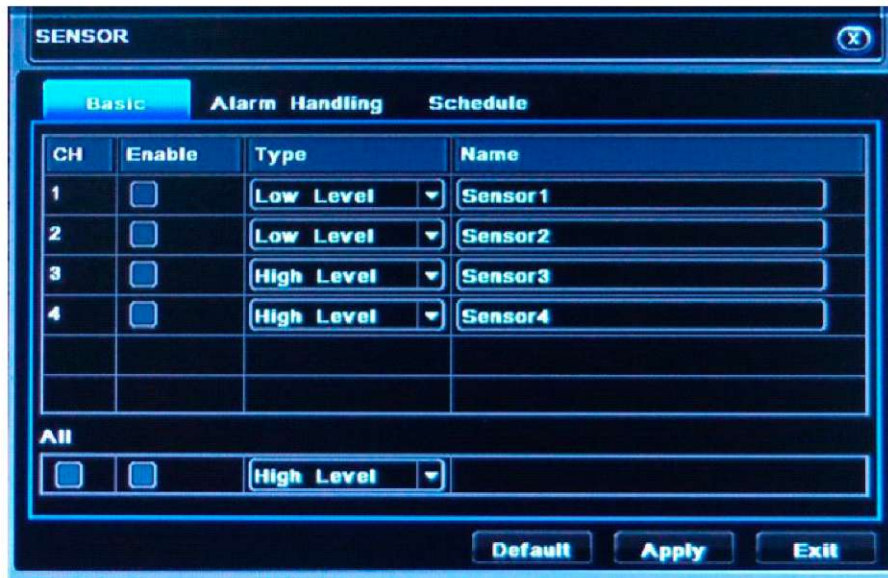 SENSOR X
Basic Alarm Handling Schedule
CH Enable Type Name
1 Low Level Sensor1
2 Low Level Sensor2
3 High Level Sensor3
4 High Level Sensor4
All
High Level
Default Apply Exit